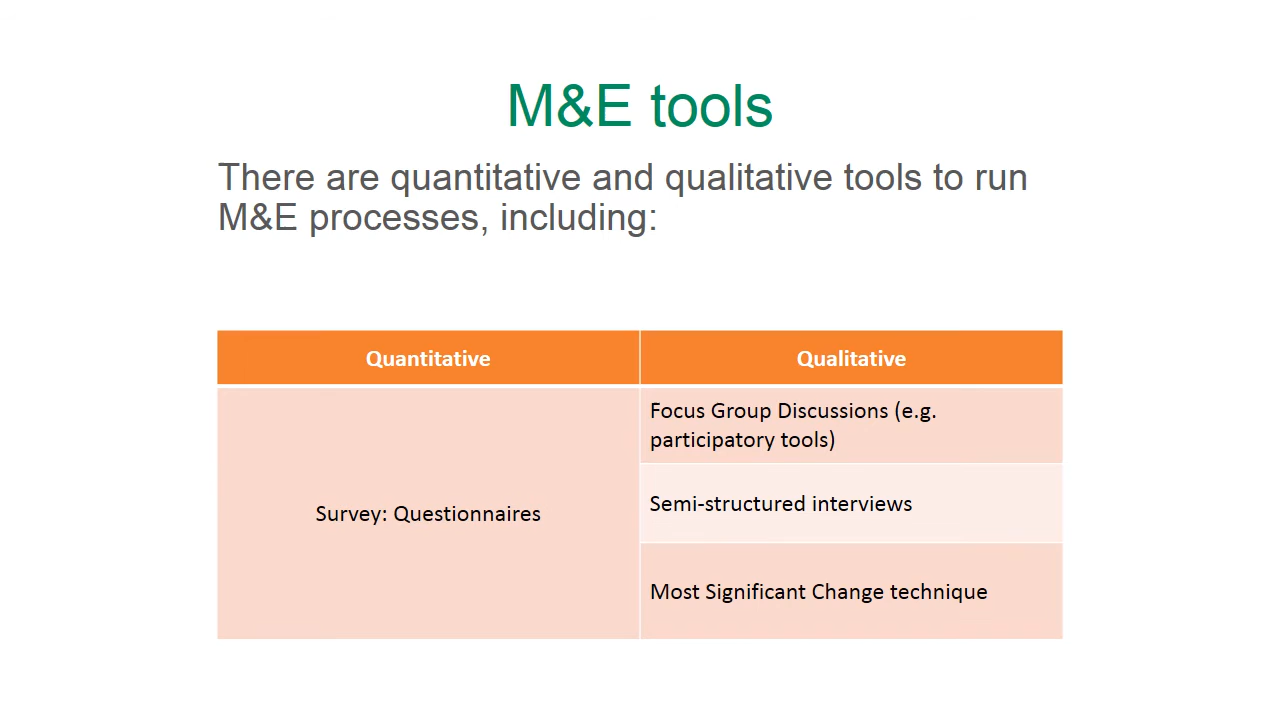 M&E tools
There are quantitative and qualitative tools to run
M&E processes, including:
Quantitative
Qualitative
Survey: Questionnaires
Focus Group Discussions (e.g.
participatory tools)
Semi-structured interviews
Most Significant Change technique